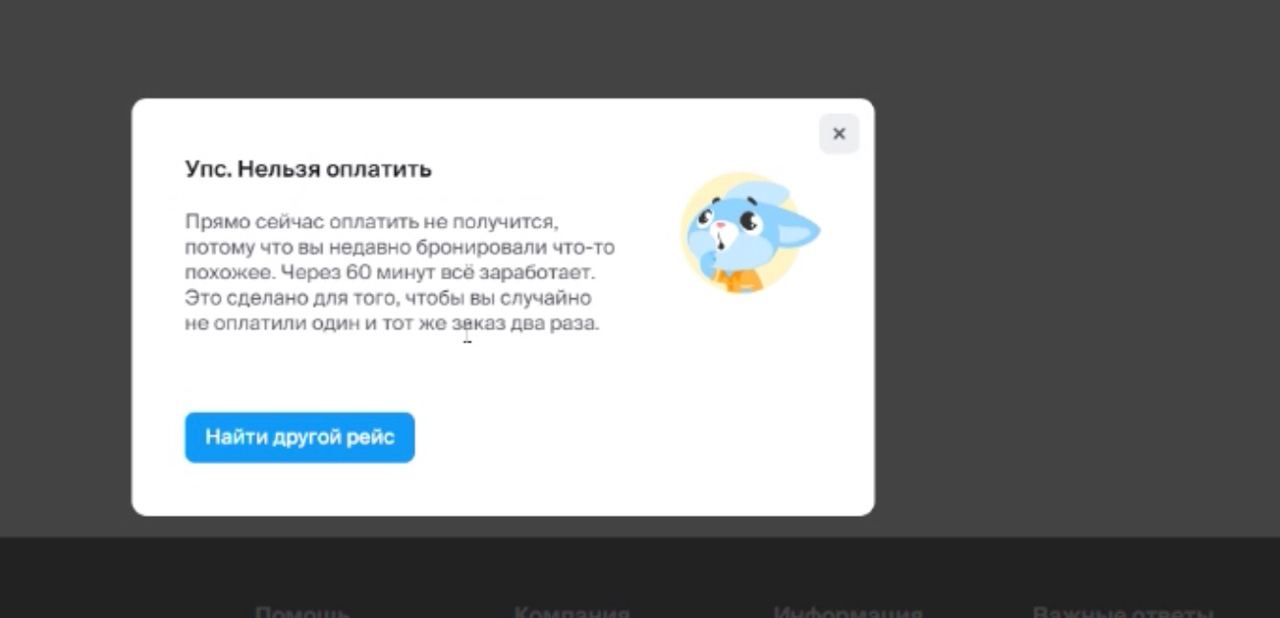 Упс. Нельзя оплатить
Прямо сейчас оплатить не получится,
потому что вы недавно бронировали что-то
похожее. Через 60 минут всё заработает.
Это сделано для того, чтобы вы случайно
не оплатили один и тот же заказ два раза.
Найти другой рейс
Помощь Компания Информация Важные ответы